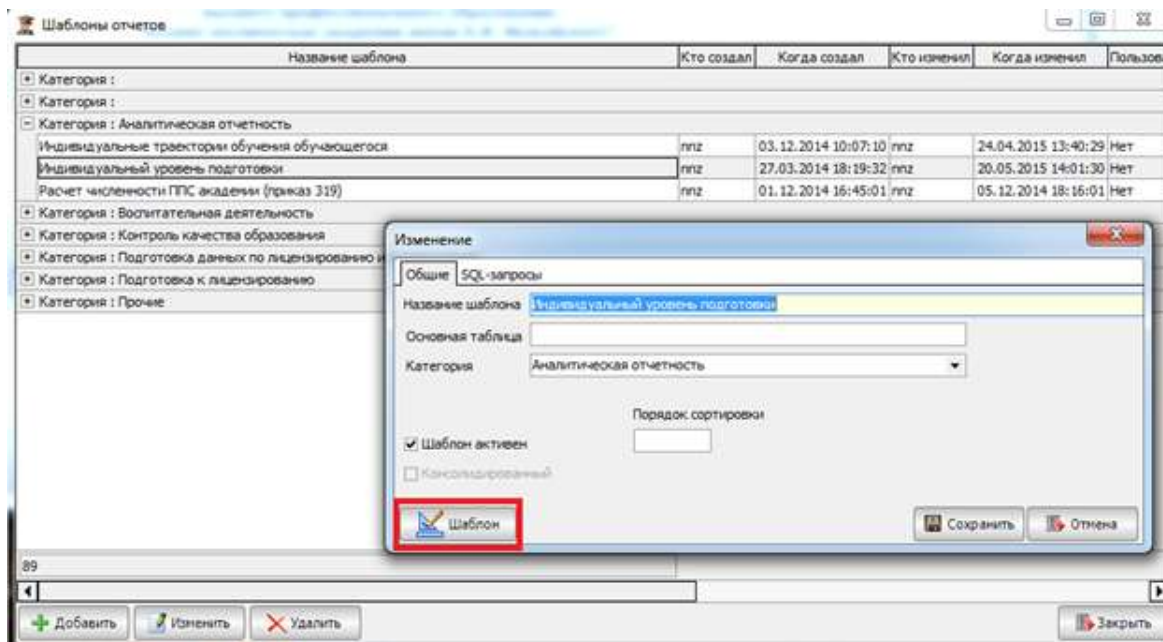 Шаблоны отчетов
Название шаблона Кто создал Когда создал Кто изменил Когда изменил Пользов
Категория :
Категория :
Категория : Аналитическая отчетность
Индивидуальные траектории обучения обучающегося nnz 03.12.2014 10:07:10 nnz 24.04.2015 13:40:29 Нет
Индивидуальный уровень подготовки nnz 27.03.2014 18:19:32 nnz 20.05.2015 14:01:30 Нет
Расчет численности ППС академии (приказ 319) nnz 01.12.2014 16:45:01 nnz 05.12.2014 18:16:01 Нет
Категория : Воспитательная деятельность
Категория : Контроль качества образования
Категория : Подготовка данных по лицензированию и
Категория : Подготовка к лицензированию
Категория : Прочие
Изменение
Общие SQL-запросы
Название шаблона Индивидуальный уровень подготовки
Основная таблица
Категория Аналитическая отчетность
Порядок сортировки
Шаблон активен
Консолидированный
Шаблон Сохранить Отмена
89
Добавить Изменить Удалить Закрыть